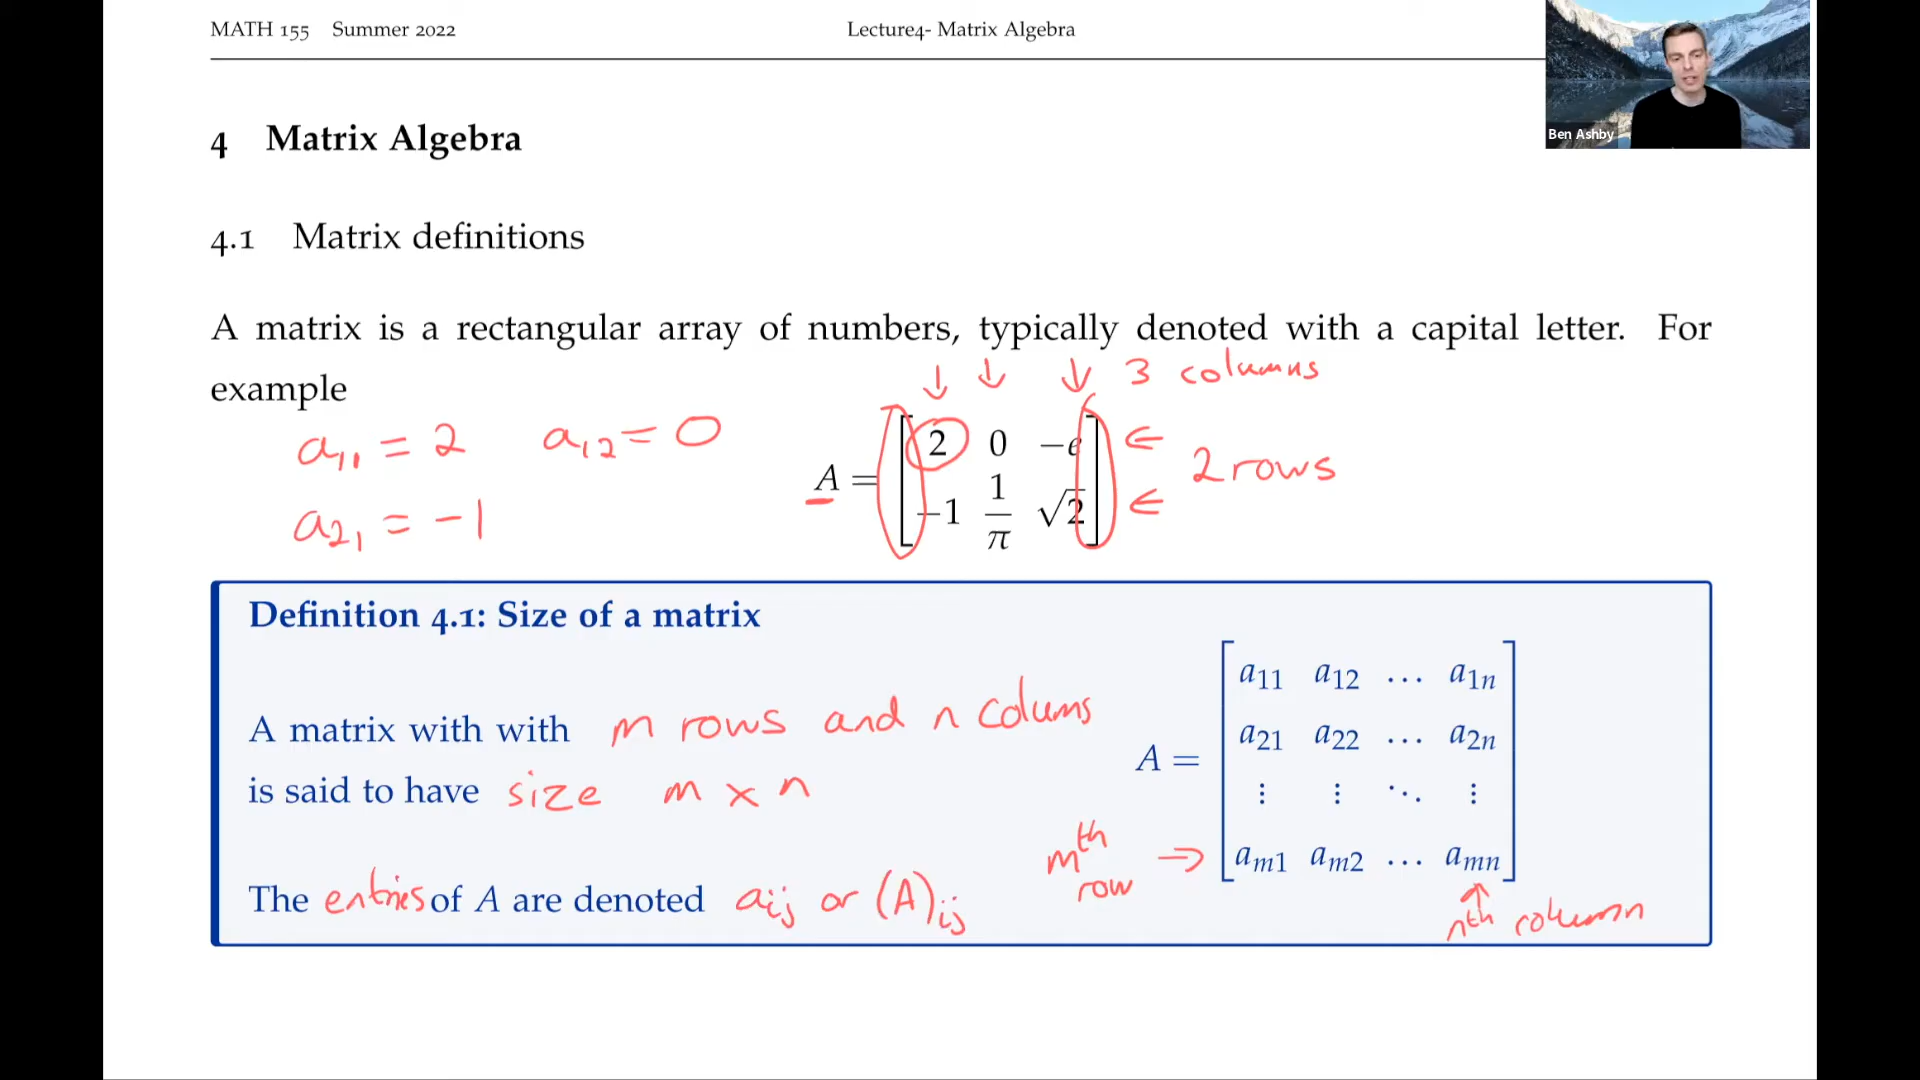 MATH 155 Summer 2022 Lecture4- Matrix Algebra
Ben Ashby
4 Matrix Algebra
4.1 Matrix definitions
A matrix is a rectangular array of numbers, typically denoted with a capital letter. For
example
↓ ↓ ↓ 3 columns
a₁₁ = 2 a₁₂ = 0
a₂₁ = -1
A =
2 0 −e
−1 1/π √2
← ← 2 rows
Definition 4.1: Size of a matrix
A matrix with with m rows and n colums
is said to have size m × n
The entries of A are denoted aᵢⱼ or (A)ᵢⱼ
A =
a₁₁ a₁₂ … a₁ₙ
a₂₁ a₂₂ … a₂ₙ
⋮ ⋮ ⋱ ⋮
aₘ₁ aₘ₂ … aₘₙ
mᵗʰ
row →
↑
nᵗʰ column